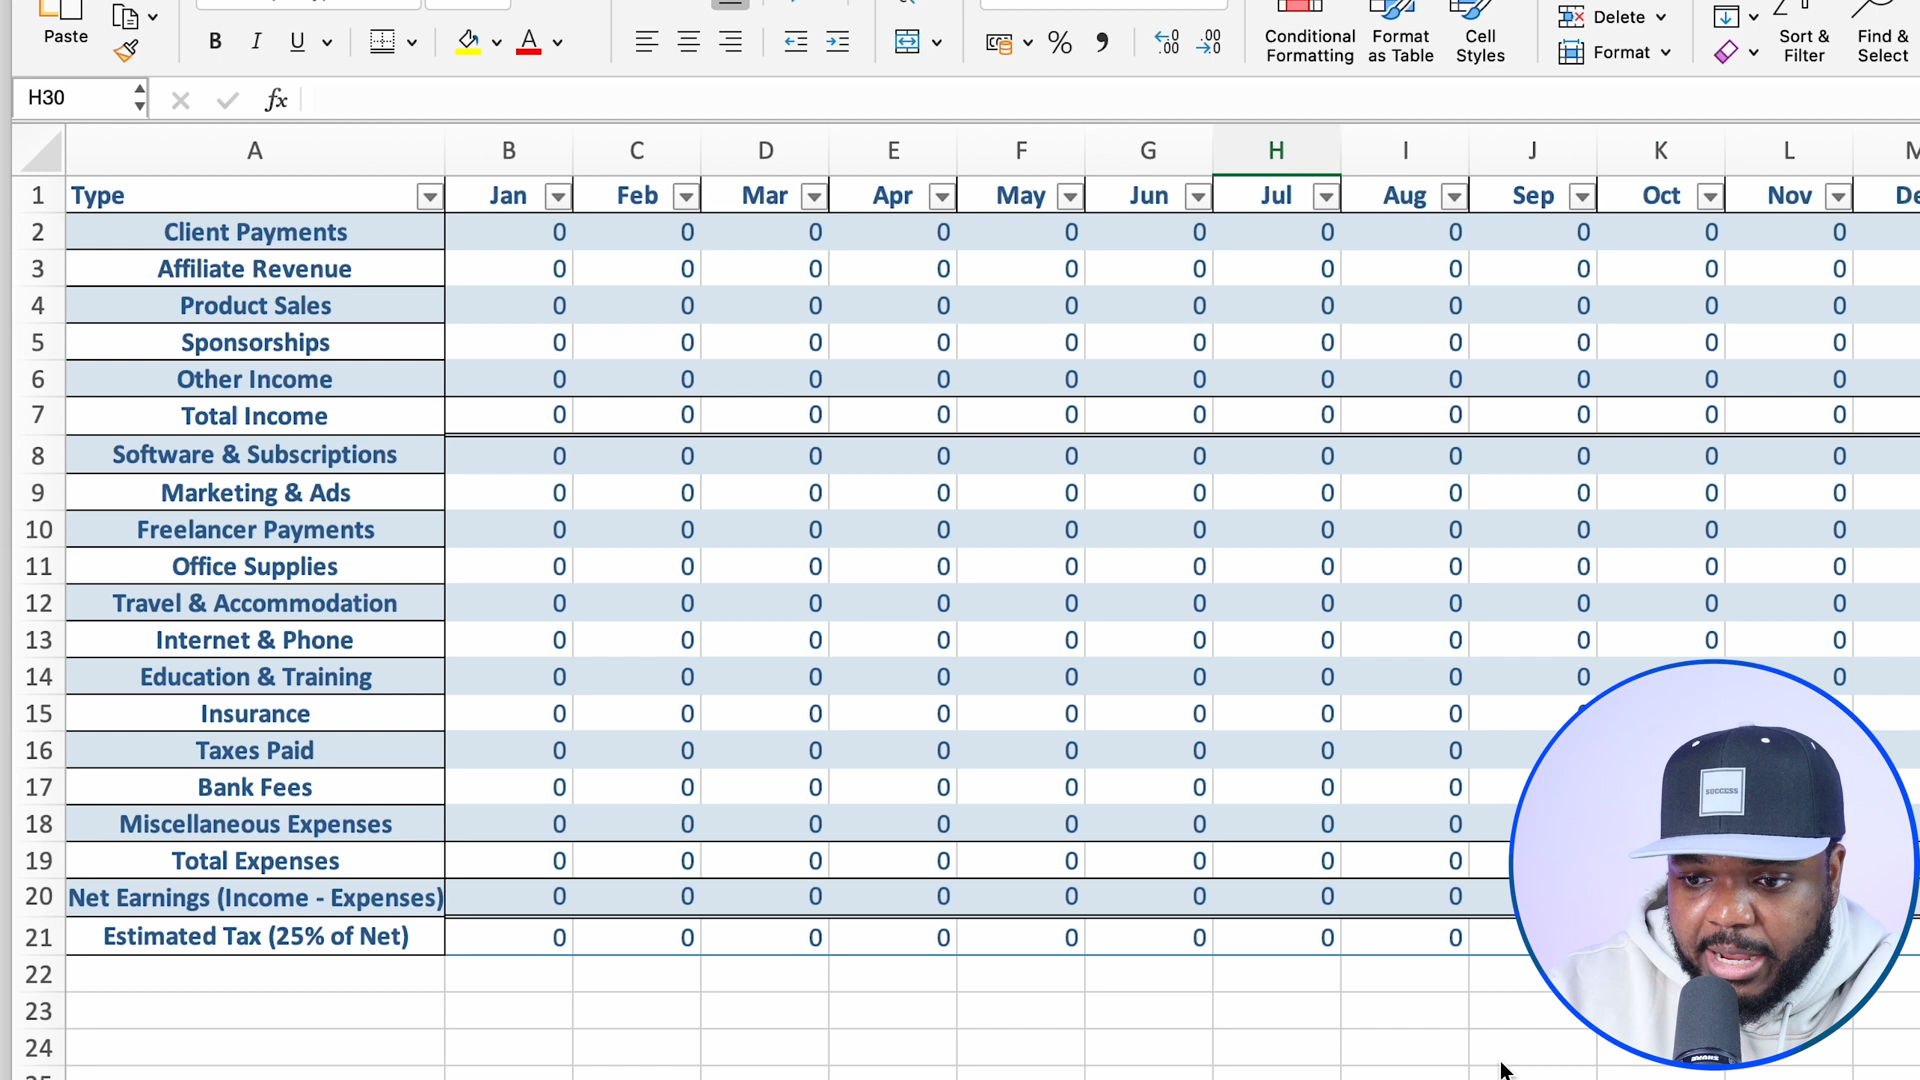 Paste
B I U A
% 9
.00
.00
Conditional Formatting
Format as Table
Cell Styles
Delete
Format
Sort & Filter
Find & Select
H30 fx
A B C D E F G H I J K L
1 Type Jan Feb Mar Apr May Jun Jul Aug Sep Oct Nov
2 Client Payments 0 0 0 0 0 0 0 0 0 0 0
3 Affiliate Revenue 0 0 0 0 0 0 0 0 0 0 0
4 Product Sales 0 0 0 0 0 0 0 0 0 0 0
5 Sponsorships 0 0 0 0 0 0 0 0 0 0 0
6 Other Income 0 0 0 0 0 0 0 0 0 0 0
7 Total Income 0 0 0 0 0 0 0 0 0 0 0
8 Software & Subscriptions 0 0 0 0 0 0 0 0 0 0 0
9 Marketing & Ads 0 0 0 0 0 0 0 0 0 0 0
10 Freelancer Payments 0 0 0 0 0 0 0 0 0 0 0
11 Office Supplies 0 0 0 0 0 0 0 0 0 0 0
12 Travel & Accommodation 0 0 0 0 0 0 0 0 0 0 0
13 Internet & Phone 0 0 0 0 0 0 0 0 0 0 0
14 Education & Training 0 0 0 0 0 0 0 0 0 0
15 Insurance 0 0 0 0 0 0 0 0
16 Taxes Paid 0 0 0 0 0 0 0 0
17 Bank Fees 0 0 0 0 0 0 0 0
18 Miscellaneous Expenses 0 0 0 0 0 0 0 0
19 Total Expenses 0 0 0 0 0 0 0 0
20 Net Earnings (Income - Expenses) 0 0 0 0 0 0 0 0
21 Estimated Tax (25% of Net) 0 0 0 0 0 0 0 0
22
23
24
SUCCESS